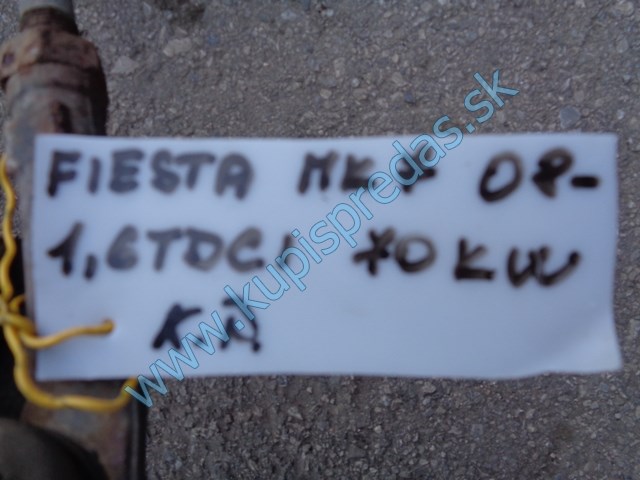 FIESTA MK7 08-
1,6TDCI 70KW
KA
www.kupispredas.sk